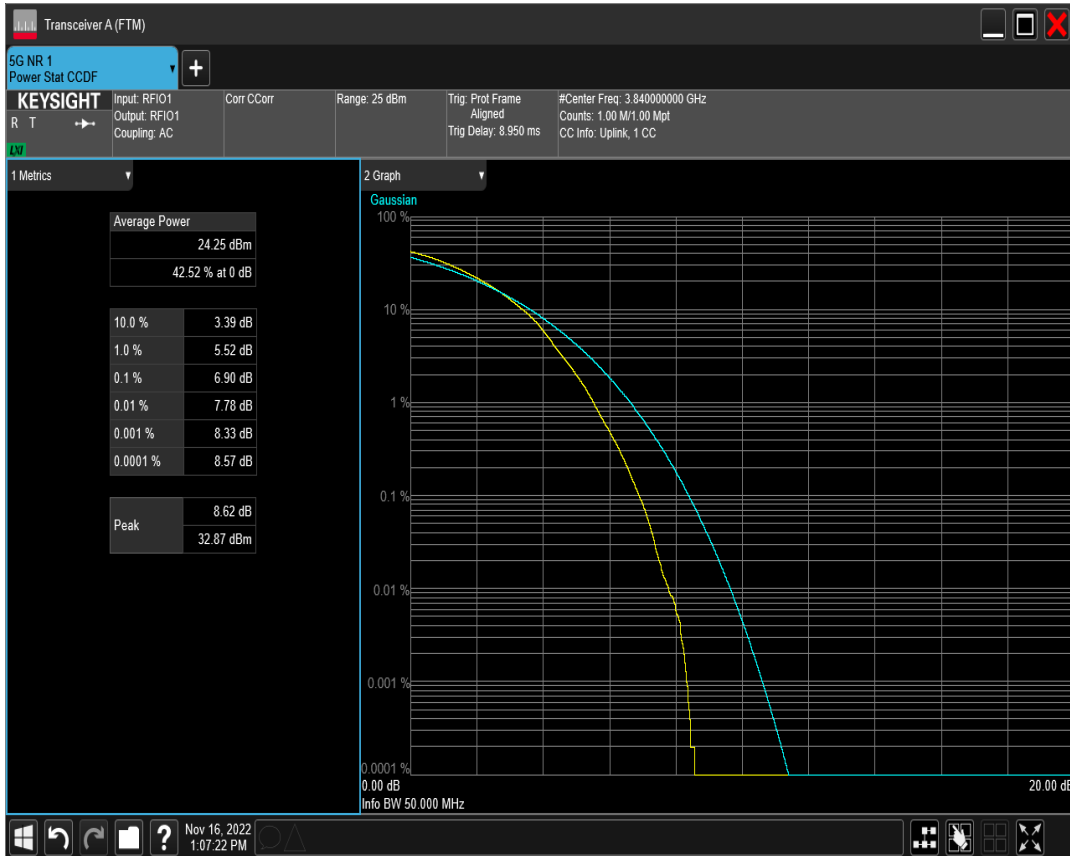 Transceiver A (FTM)
5G NR 1
Power Stat CCDF
+
KEYSIGHT
R T
LXI
Input: RFIO1
Output: RFIO1
Coupling: AC
Corr CCorr
Range: 25 dBm
Trig: Prot Frame
Aligned
Trig Delay: 8.950 ms
#Center Freq: 3.840000000 GHz
Counts: 1.00 M/1.00 Mpt
CC Info: Uplink, 1 CC
1 Metrics
Average Power
24.25 dBm
42.52 % at 0 dB
10.0 % 3.39 dB
1.0 % 5.52 dB
0.1 % 6.90 dB
0.01 % 7.78 dB
0.001 % 8.33 dB
0.0001 % 8.57 dB
Peak 8.62 dB
32.87 dBm
2 Graph
Gaussian
100 %
10 %
1 %
0.1 %
0.01 %
0.001 %
0.0001 %
0.00 dB 20.00 dB
Info BW 50.000 MHz
? Nov 16, 2022
1:07:22 PM